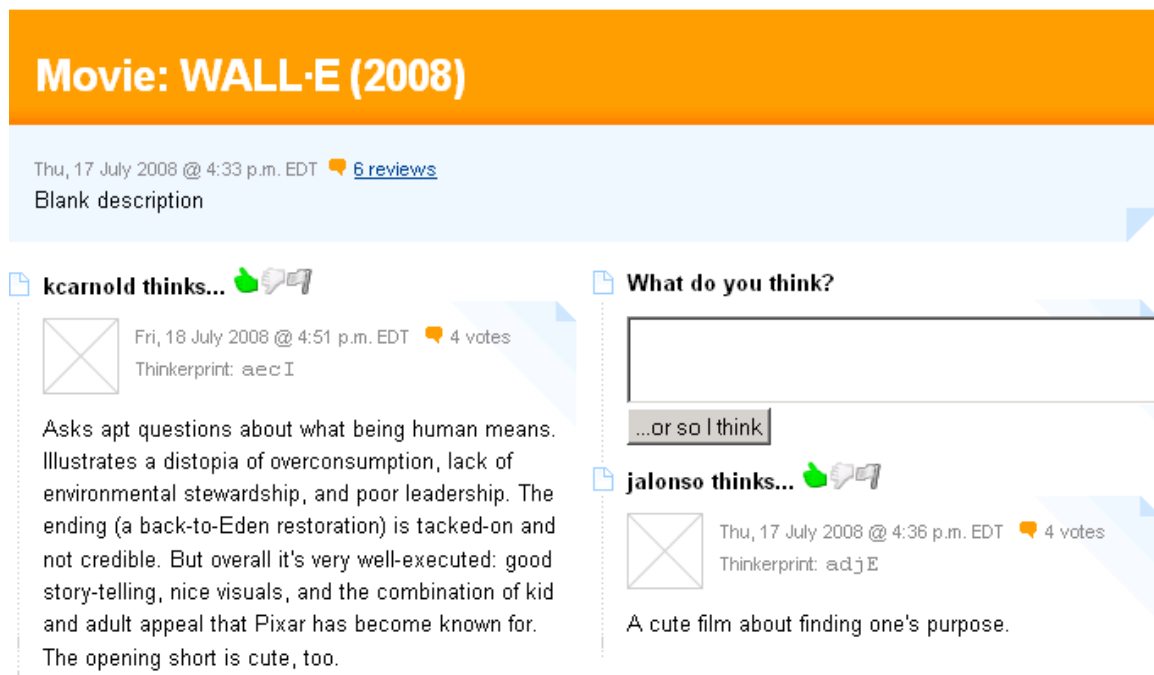 Movie: WALL·E (2008)
Thu, 17 July 2008 @ 4:33 p.m. EDT 6 reviews
Blank description
kcarnold thinks...
Fri, 18 July 2008 @ 4:51 p.m. EDT 4 votes
Thinkerprint: aecI
Asks apt questions about what being human means.
Illustrates a distopia of overconsumption, lack of
environmental stewardship, and poor leadership. The
ending (a back-to-Eden restoration) is tacked-on and
not credible. But overall it's very well-executed: good
story-telling, nice visuals, and the combination of kid
and adult appeal that Pixar has become known for.
The opening short is cute, too.
What do you think?
...or so I think
jalonso thinks...
Thu, 17 July 2008 @ 4:36 p.m. EDT 4 votes
Thinkerprint: adjE
A cute film about finding one's purpose.